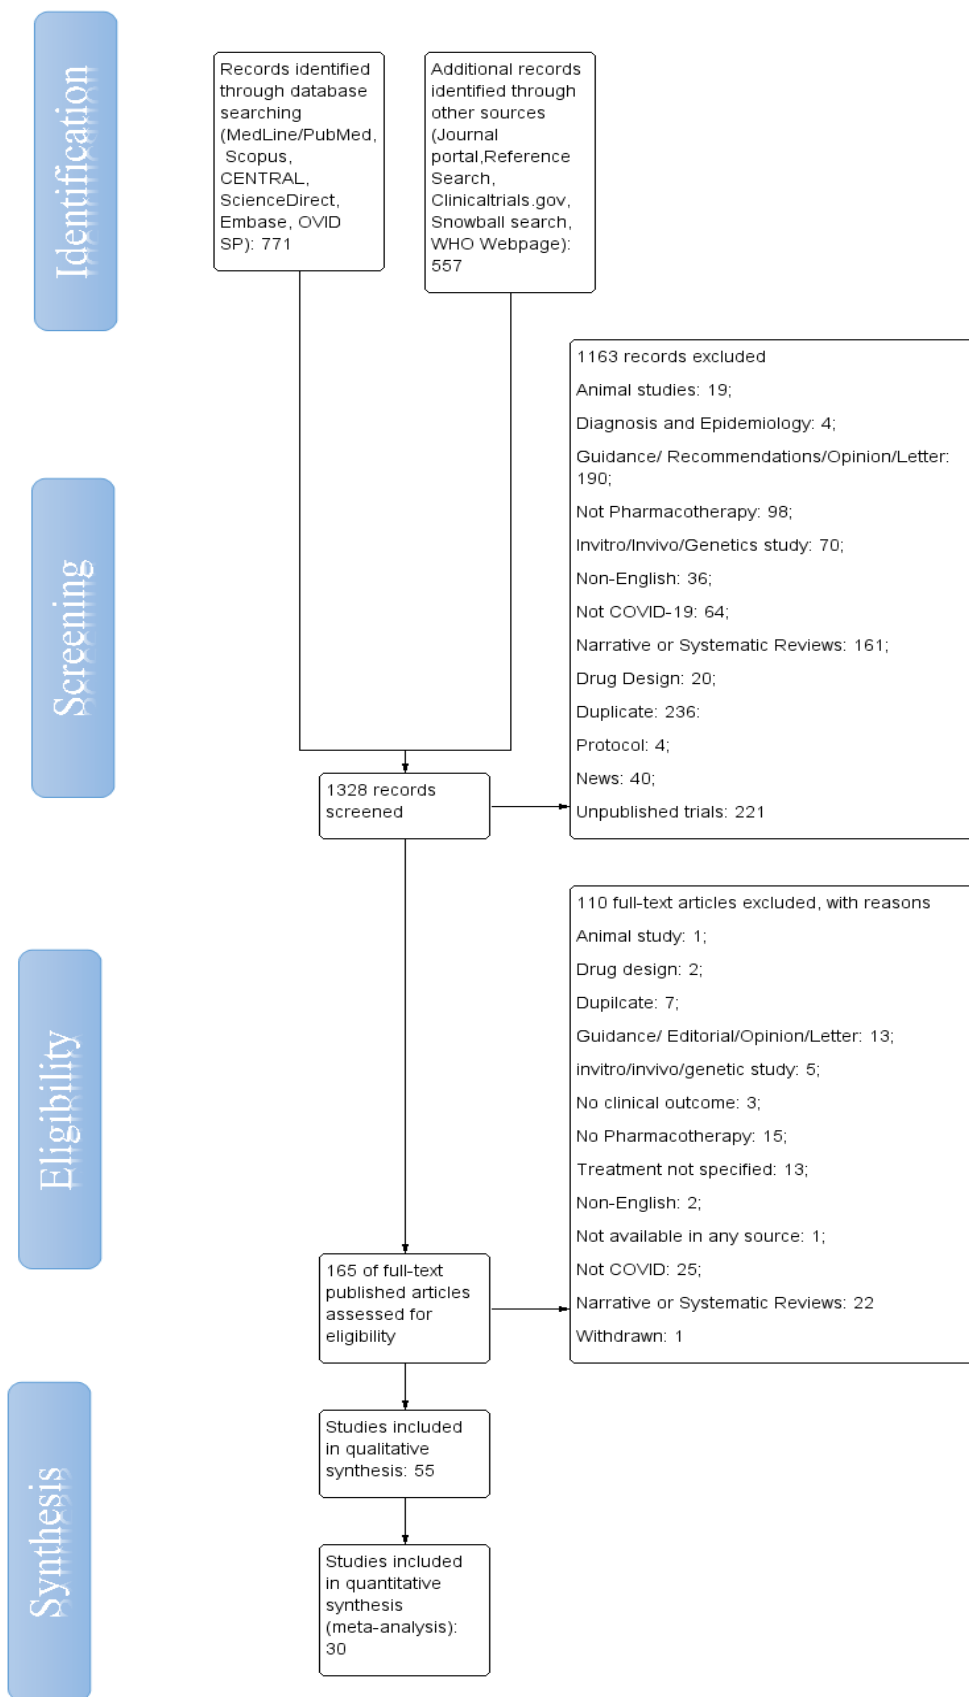 Identification
Records identified
through database
searching
(MedLine/PubMed,
Scopus,
CENTRAL,
ScienceDirect,
Embase, OVID
SP): 771
Additional records
identified through
other sources
(Journal
portal,Reference
Search,
Clinicaltrials.gov,
Snowball search,
WHO Webpage):
557
Screening
1163 records excluded
Animal studies: 19;
Diagnosis and Epidemiology: 4;
Guidance/ Recommendations/Opinion/Letter:
190;
Not Pharmacotherapy: 98;
Invitro/Invivo/Genetics study: 70;
Non-English: 36;
Not COVID-19: 64;
Narrative or Systematic Reviews: 161;
Drug Design: 20;
Duplicate: 236:
Protocol: 4;
News: 40;
Unpublished trials: 221
1328 records
screened
Eligibility
110 full-text articles excluded, with reasons
Animal study: 1;
Drug design: 2;
Dupilcate: 7;
Guidance/ Editorial/Opinion/Letter: 13;
invitro/invivo/genetic study: 5;
No clinical outcome: 3;
No Pharmacotherapy: 15;
Treatment not specified: 13;
Non-English: 2;
Not available in any source: 1;
Not COVID: 25;
Narrative or Systematic Reviews: 22
Withdrawn: 1
165 of full-text
published articles
assessed for
eligibility
Synthesis
Studies included
in qualitative
synthesis: 55
Studies included
in quantitative
synthesis
(meta-analysis):
30